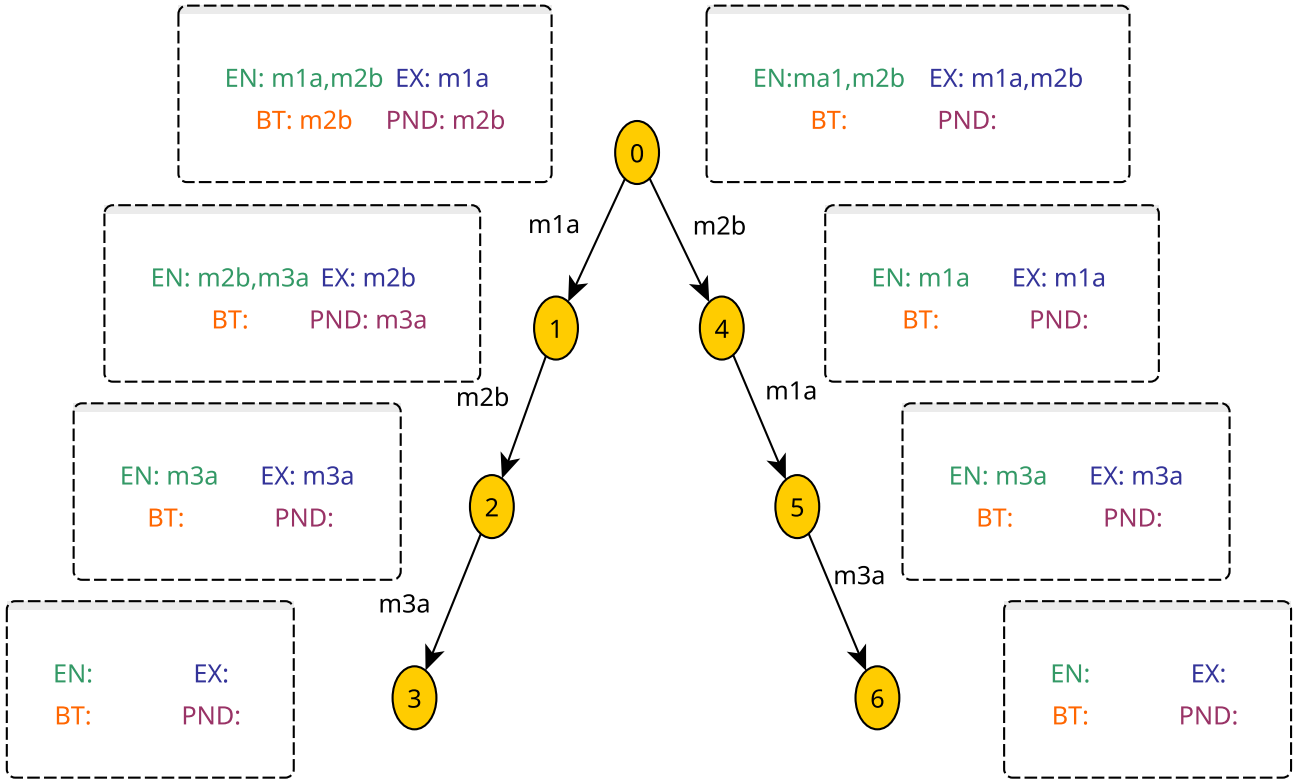 EN: m1a,m2b EX: m1a
BT: m2b PND: m2b
EN:ma1,m2b EX: m1a,m2b
BT: PND:
0
m1a
m2b
EN: m2b,m3a EX: m2b
BT: PND: m3a
EN: m1a EX: m1a
BT: PND:
1
4
m2b
m1a
EN: m3a EX: m3a
BT: PND:
EN: m3a EX: m3a
BT: PND:
2
5
m3a
m3a
EN: EX:
BT: PND:
EN: EX:
BT: PND:
3
6